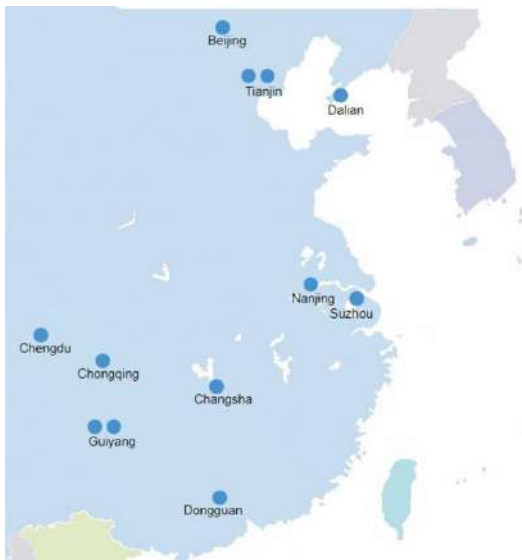 Beijing
Tianjin
Dalian
Nanjing
Suzhou
Chengdu
Chongqing
Changsha
Guiyang
Dongguan